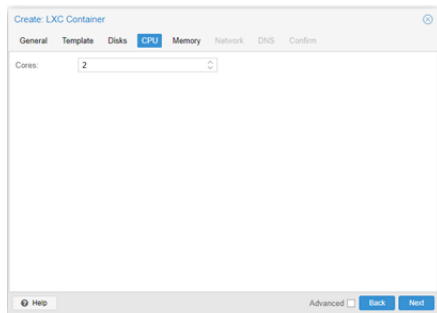 Create: LXC Container
General Template Disks CPU Memory Network DNS Confirm
Cores: 2
Help Advanced Back Next